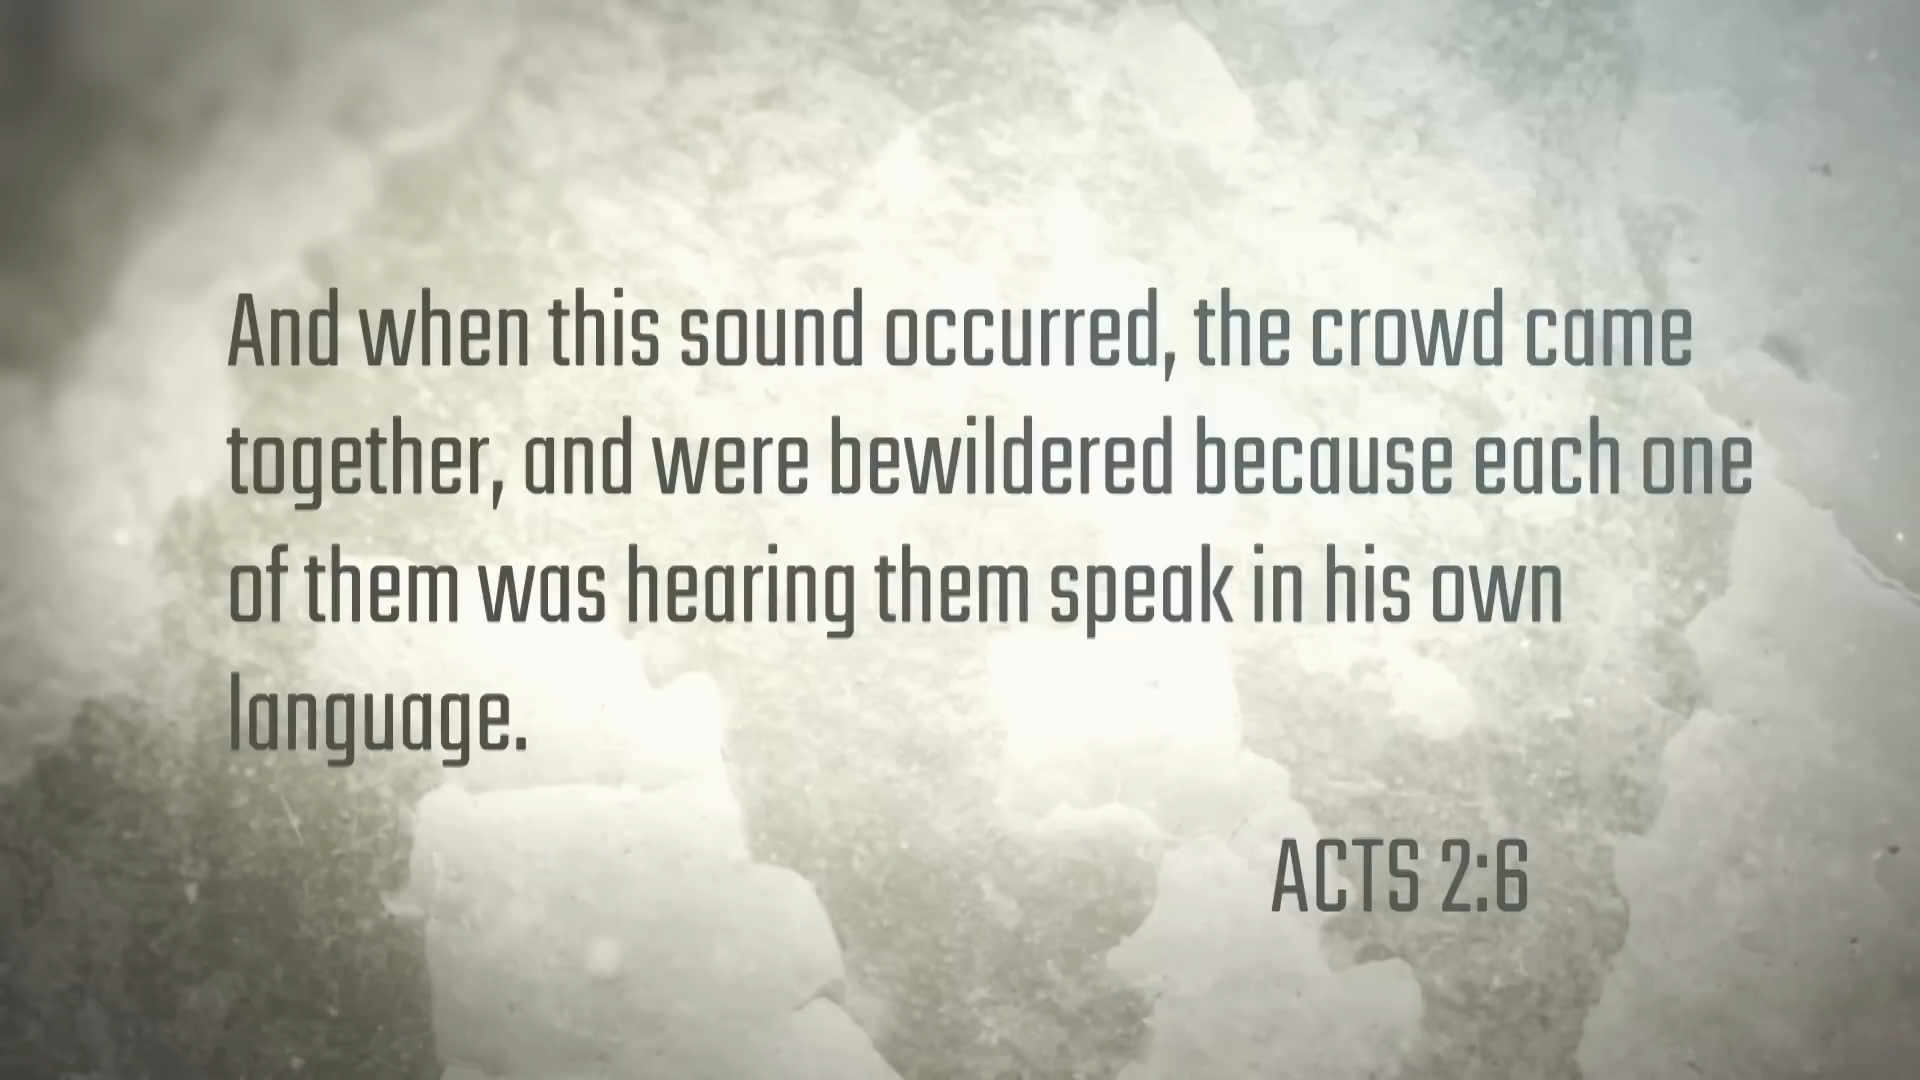 And when this sound occurred, the crowd came
together, and were bewildered because each one
of them was hearing them speak in his own
language.
ACTS 2:6